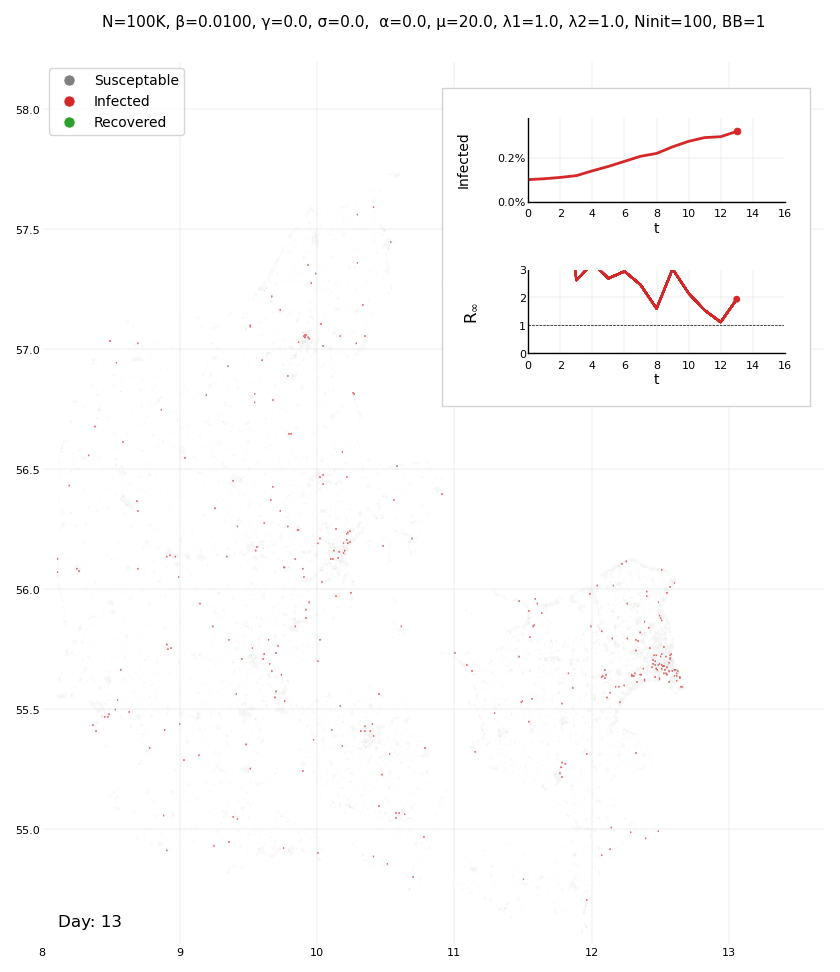 N=100K, β=0.0100, γ=0.0, σ=0.0, α=0.0, μ=20.0, λ1=1.0, λ2=1.0, Ninit=100, BB=1
Susceptable
Infected
Recovered
Infected
0.2%
0.0%
0 2 4 6 8 10 12 14 16
t
R∞
3
2
1
0
0 2 4 6 8 10 12 14 16
t
58.0
57.5
57.0
56.5
56.0
55.5
55.0
Day: 13
8 9 10 11 12 13